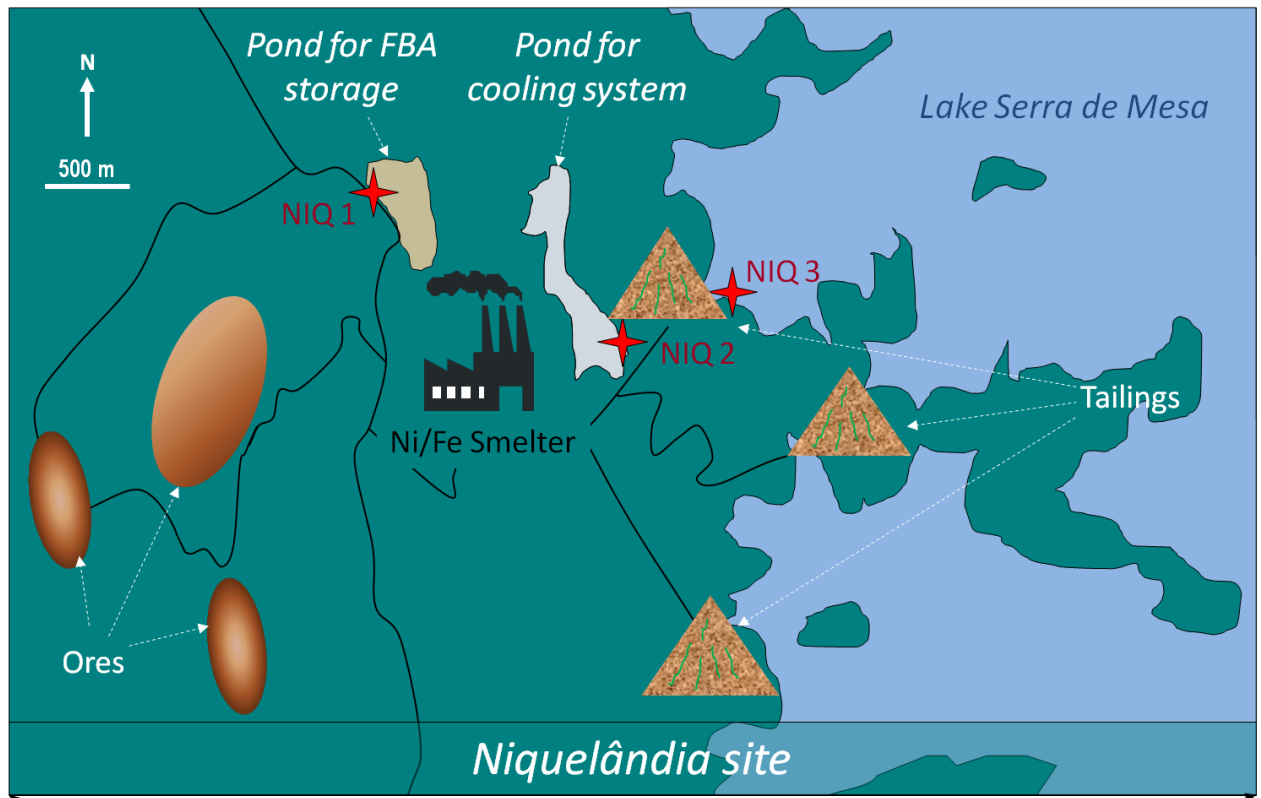 Pond for FBA
storage
Pond for
cooling system
N
500 m
Lake Serra de Mesa
NIQ 1
NIQ 3
NIQ 2
Tailings
Ni/Fe Smelter
Ores
Niquelândia site